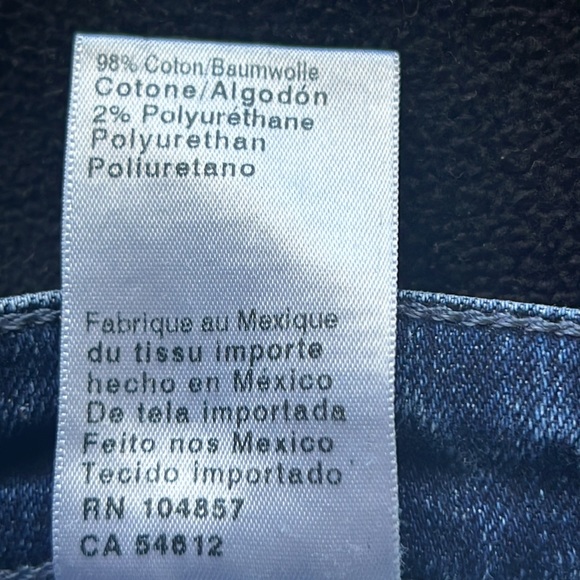 98% Coton/Baumwolle
Cotone/Algodón
2% Polyuréthane
Polyurethan
Poliuretano
Fabrique au Mexique
du tissu importe
hecho en México
De tela importada
Feito nos Mexico
Tecido Importado
RN 104857
CA 54612